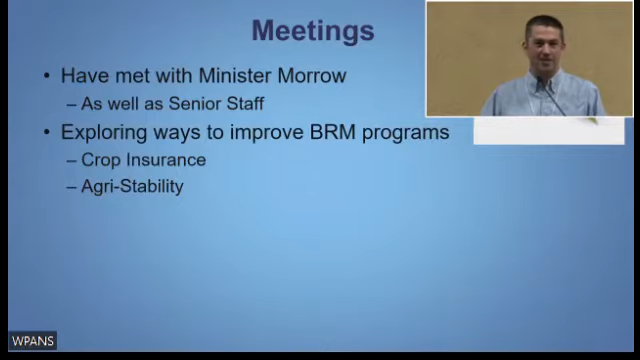 Meetings
• Have met with Minister Morrow
– As well as Senior Staff
• Exploring ways to improve BRM programs
– Crop Insurance
– Agri-Stability
WPANS